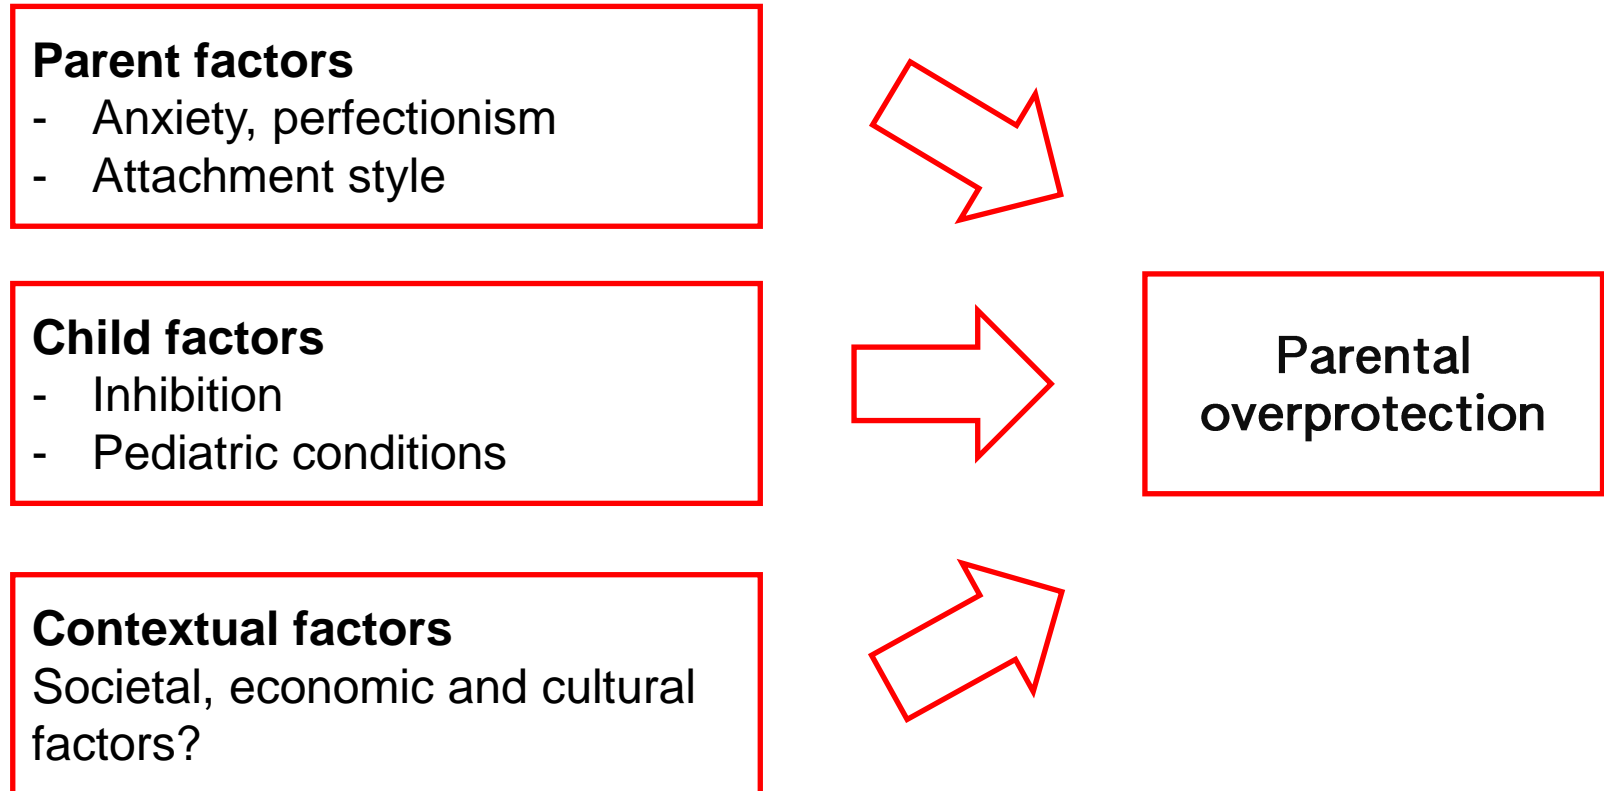 Parent factors
- Anxiety, perfectionism
- Attachment style
Child factors
- Inhibition
- Pediatric conditions
Contextual factors
Societal, economic and cultural
factors?
Parental
overprotection